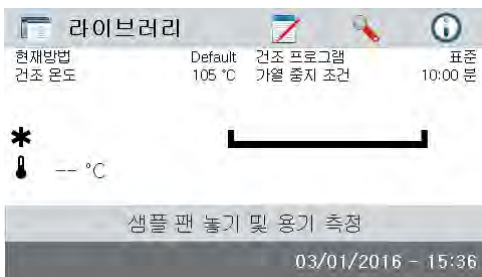 라이브러리
현재방법 Default 건조 프로그램 표준
건조 온도 105 °C 가열 중지 조건 10:00 분
-- °C
샘플 팬 놓기 및 용기 측정
03/01/2016 - 15:36